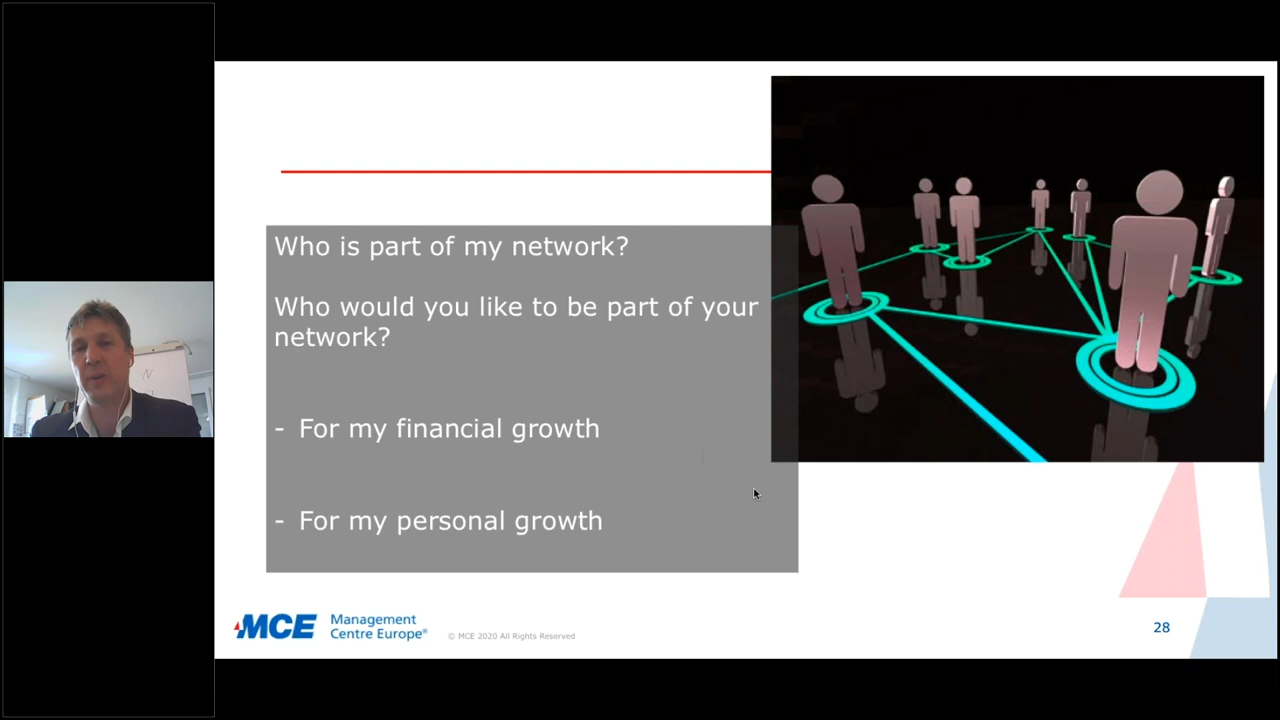 Who is part of my network?
Who would you like to be part of your
network?
- For my financial growth
- For my personal growth
MCE
Management
Centre Europe®
© MCE 2020 All Rights Reserved
28
N